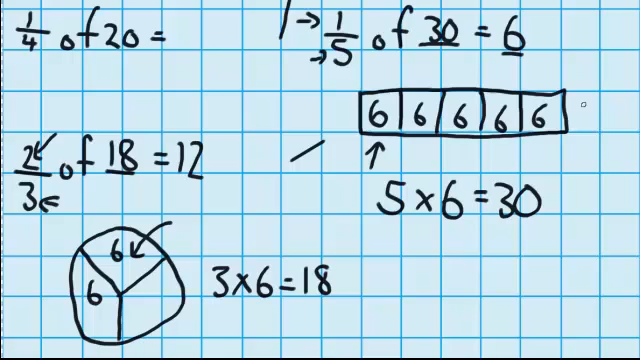 1/4 of 20 =
1/5 of 30 = 6
6 6 6 6 6
2/3 of 18 = 12
5 × 6 = 30
6
6
3 × 6 = 18